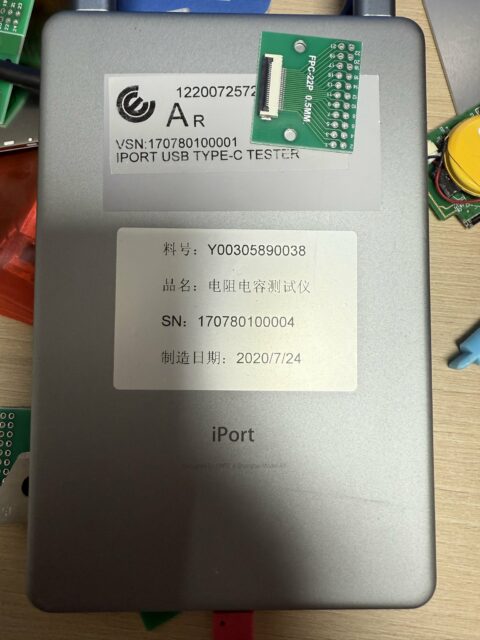 1220072572
AR
VSN:170780100001
IPORT USB TYPE-C TESTER
FPC-22P 0.5MM
料号：Y00305890038
品名：电阻电容测试仪
SN：170780100004
制造日期：2020/7/24
iPort